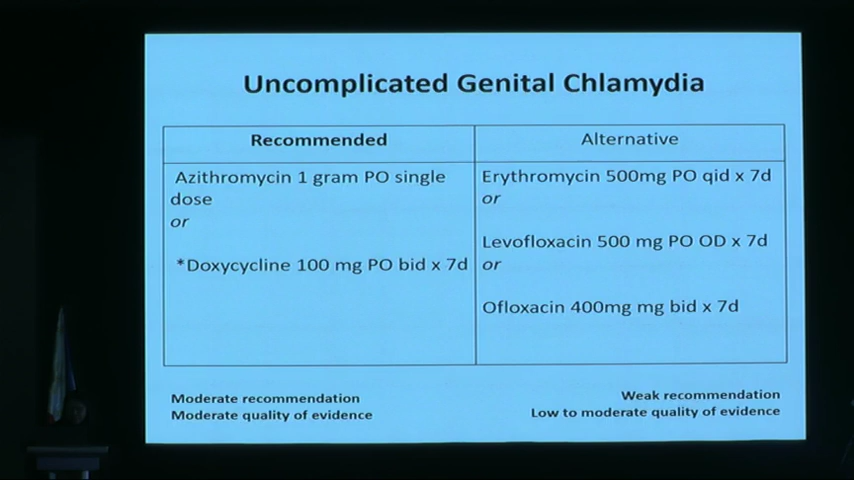 Uncomplicated Genital Chlamydia
Recommended
Azithromycin 1 gram PO single
dose
or
*Doxycycline 100 mg PO bid x 7d
Alternative
Erythromycin 500mg PO qid x 7d
or
Levofloxacin 500 mg PO OD x 7d
or
Ofloxacin 400mg mg bid x 7d
Moderate recommendation
Moderate quality of evidence
Weak recommendation
Low to moderate quality of evidence